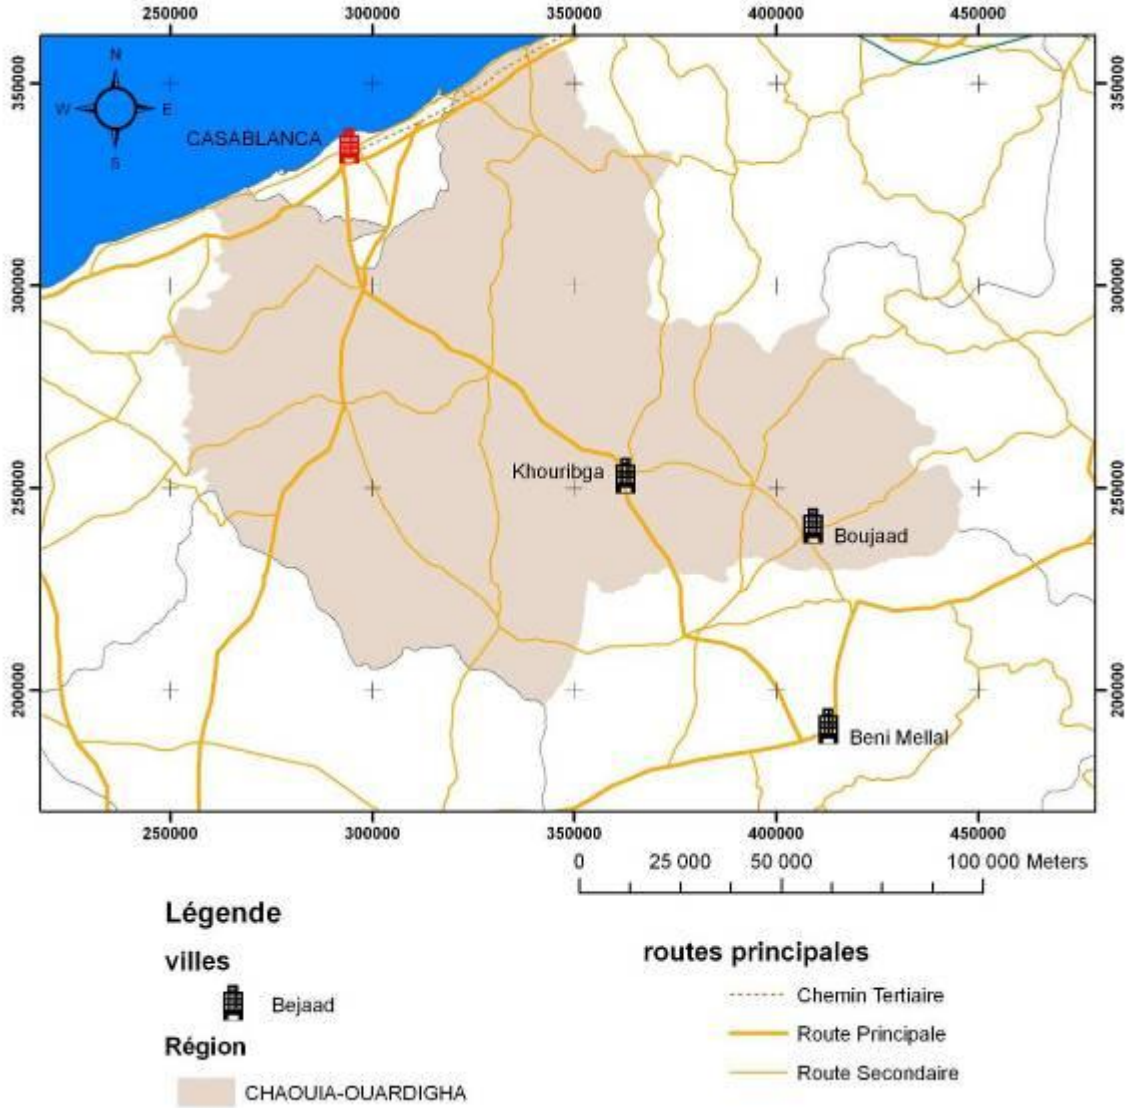 250000 300000 350000 400000 450000
350000 350000
N
W E
S
CASABLANCA
300000 300000
Khouribga
250000 250000
Boujaad
200000 200000
Beni Mellal
250000 300000 350000 400000 450000
0 25 000 50 000 100 000 Meters
Légende
villes
Bejaad
Région
CHAOUIA-OUARDIGHA
routes principales
Chemin Tertiaire
Route Principale
Route Secondaire